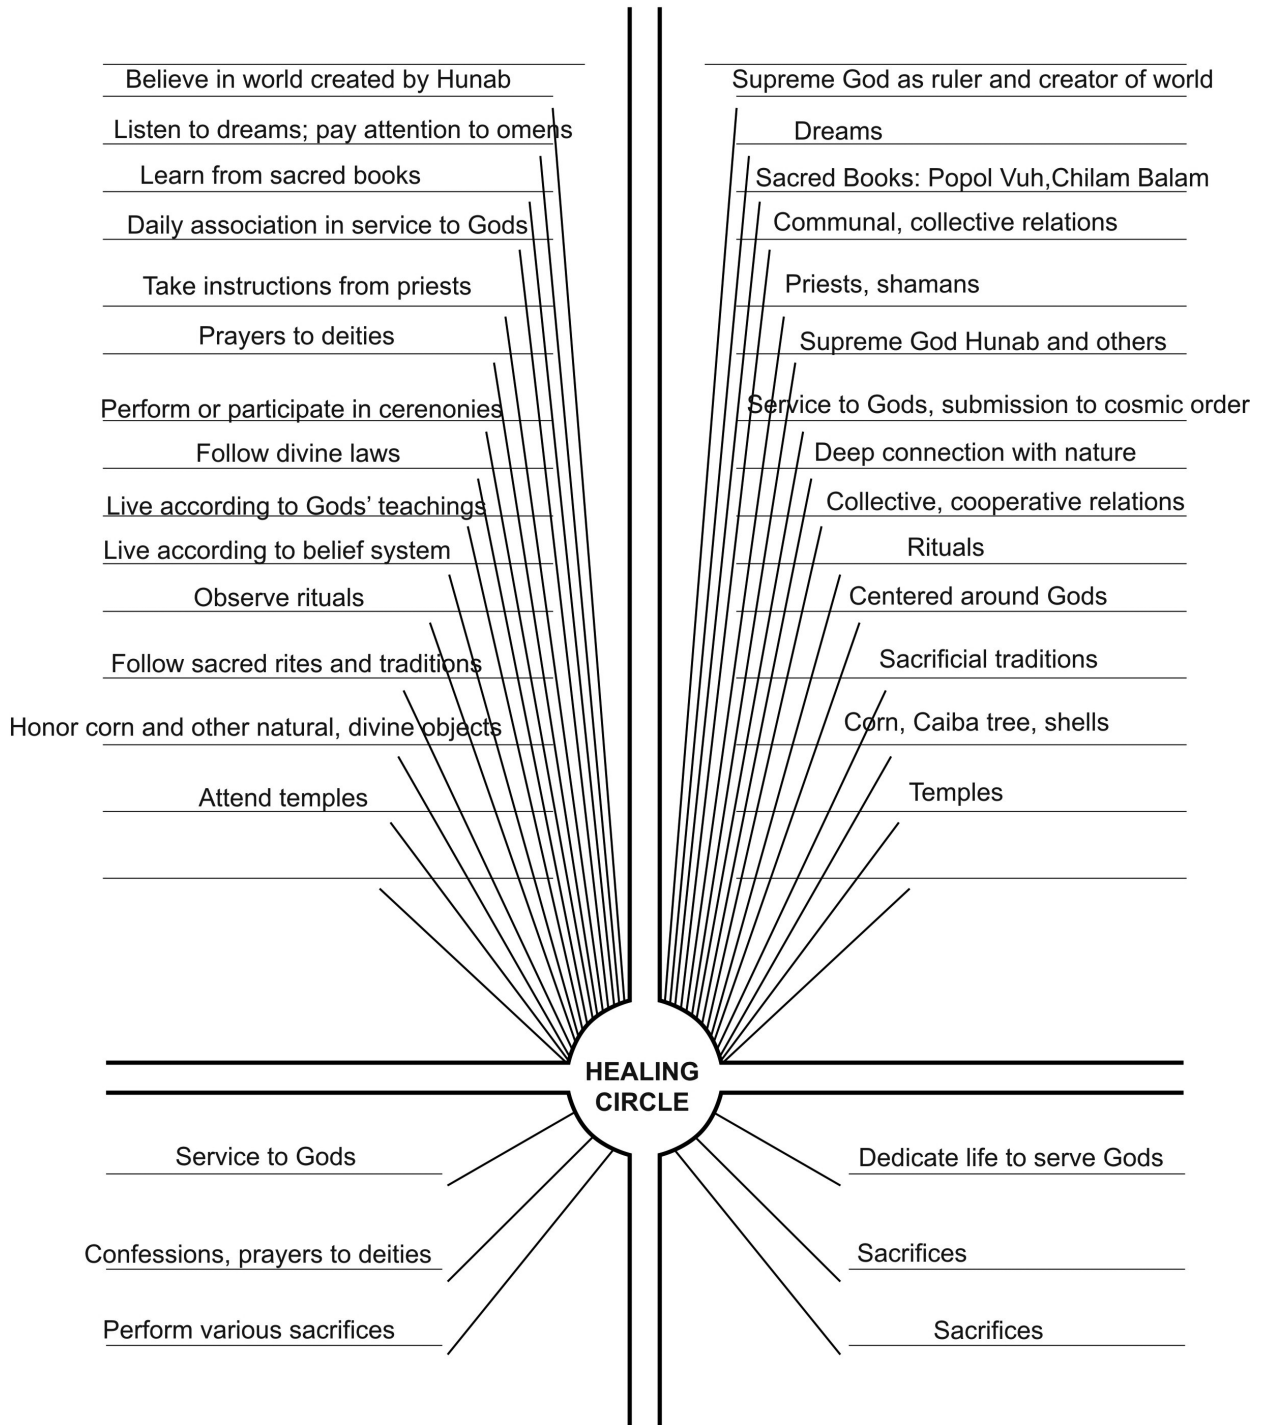 Believe in world created by Hunab
Supreme God as ruler and creator of world
Listen to dreams; pay attention to omens
Dreams
Learn from sacred books
Sacred Books: Popol Vuh,Chilam Balam
Daily association in service to Gods
Communal, collective relations
Take instructions from priests
Priests, shamans
Prayers to deities
Supreme God Hunab and others
Perform or participate in cerenonies
Service to Gods, submission to cosmic order
Follow divine laws
Deep connection with nature
Live according to Gods’ teachings
Collective, cooperative relations
Live according to belief system
Rituals
Observe rituals
Centered around Gods
Follow sacred rites and traditions
Sacrificial traditions
Honor corn and other natural, divine objects
Corn, Caiba tree, shells
Attend temples
Temples
HEALING
CIRCLE
Service to Gods
Dedicate life to serve Gods
Confessions, prayers to deities
Sacrifices
Perform various sacrifices
Sacrifices